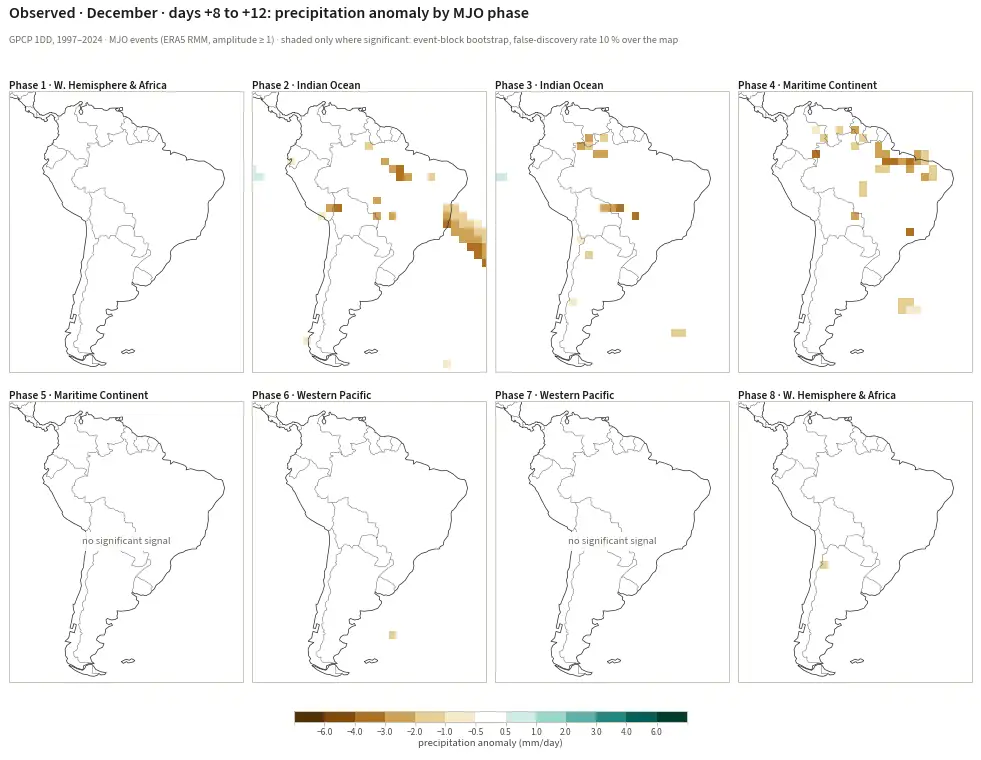 Observed · December · days +8 to +12: precipitation anomaly by MJO phase
GPCP 1DD, 1997–2024 · MJO events (ERA5 RMM, amplitude ≥ 1) · shaded only where significant: event-block bootstrap, false-discovery rate 10 % over the map
Phase 1 · W. Hemisphere & Africa
Phase 2 · Indian Ocean
Phase 3 · Indian Ocean
Phase 4 · Maritime Continent
Phase 5 · Maritime Continent
Phase 6 · Western Pacific
Phase 7 · Western Pacific
Phase 8 · W. Hemisphere & Africa
no significant signal
no significant signal
−6.0 −4.0 −3.0 −2.0 −1.0 −0.5 0.5 1.0 2.0 3.0 4.0 6.0
precipitation anomaly (mm/day)